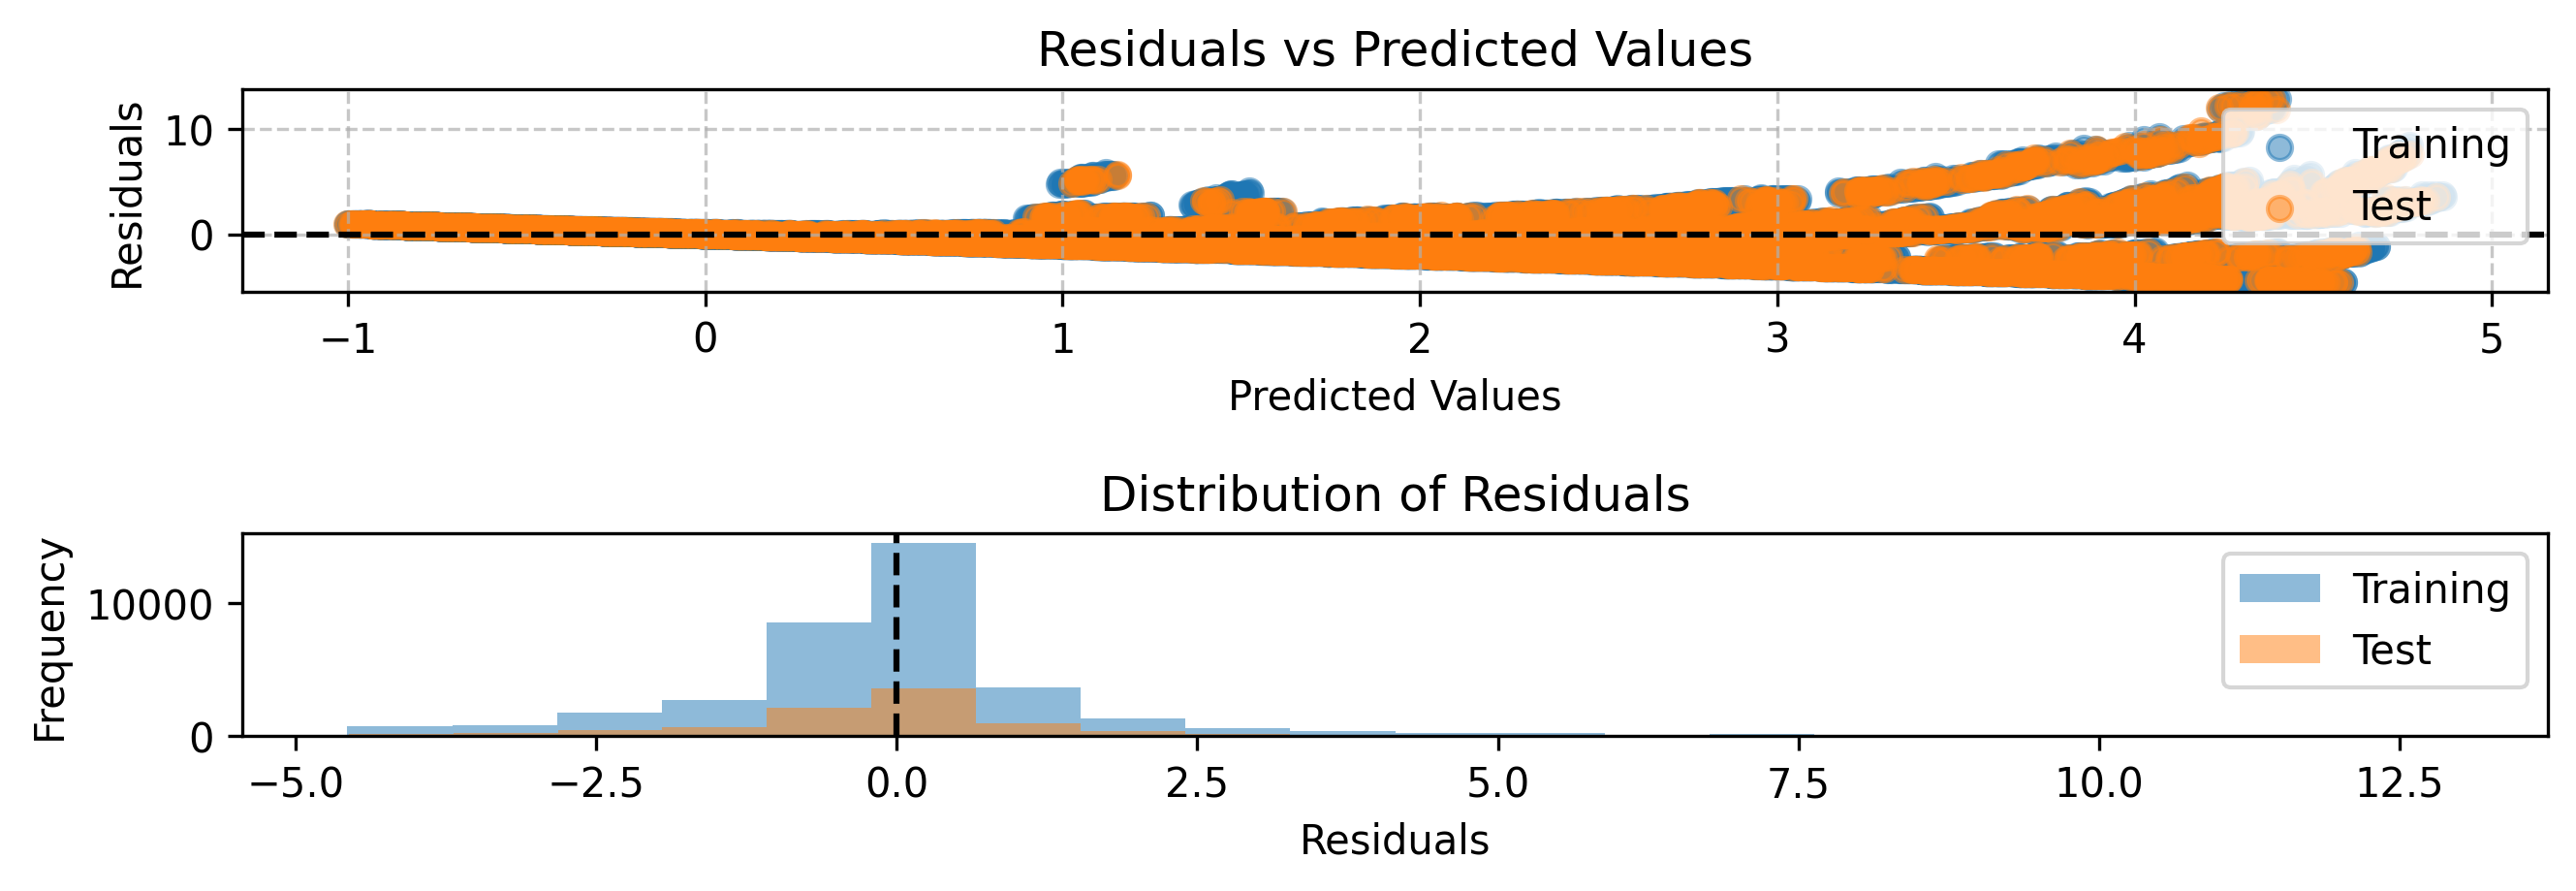 Residuals vs Predicted Values
Residuals
10
0
Training
Test
−1 0 1 2 3 4 5
Predicted Values
Distribution of Residuals
Frequency
10000
0
Training
Test
−5.0 −2.5 0.0 2.5 5.0 7.5 10.0 12.5
Residuals